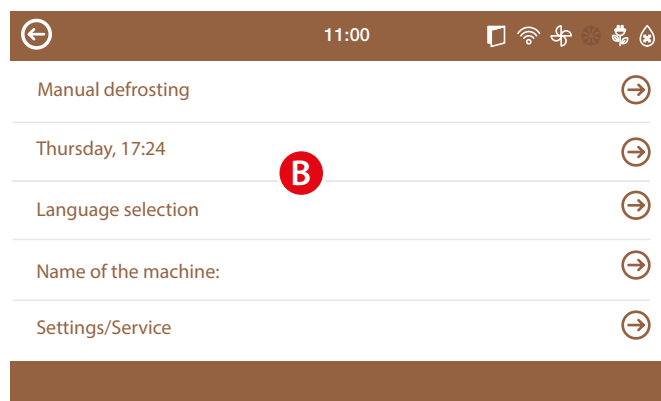 11:00
Manual defrosting
Thursday, 17:24
B
Language selection
Name of the machine:
Settings/Service